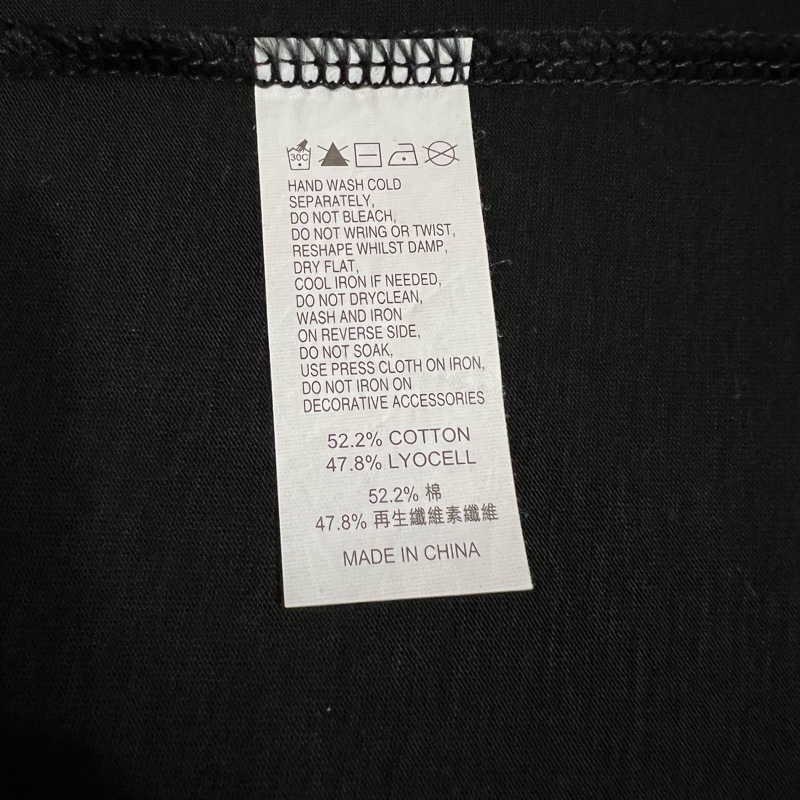 30C
HAND WASH COLD
SEPARATELY,
DO NOT BLEACH,
DO NOT WRING OR TWIST,
RESHAPE WHILST DAMP,
DRY FLAT,
COOL IRON IF NEEDED,
DO NOT DRYCLEAN,
WASH AND IRON
ON REVERSE SIDE,
DO NOT SOAK,
USE PRESS CLOTH ON IRON,
DO NOT IRON ON
DECORATIVE ACCESSORIES
52.2% COTTON
47.8% LYOCELL
52.2% 棉
47.8% 再生纖維素纖維
MADE IN CHINA